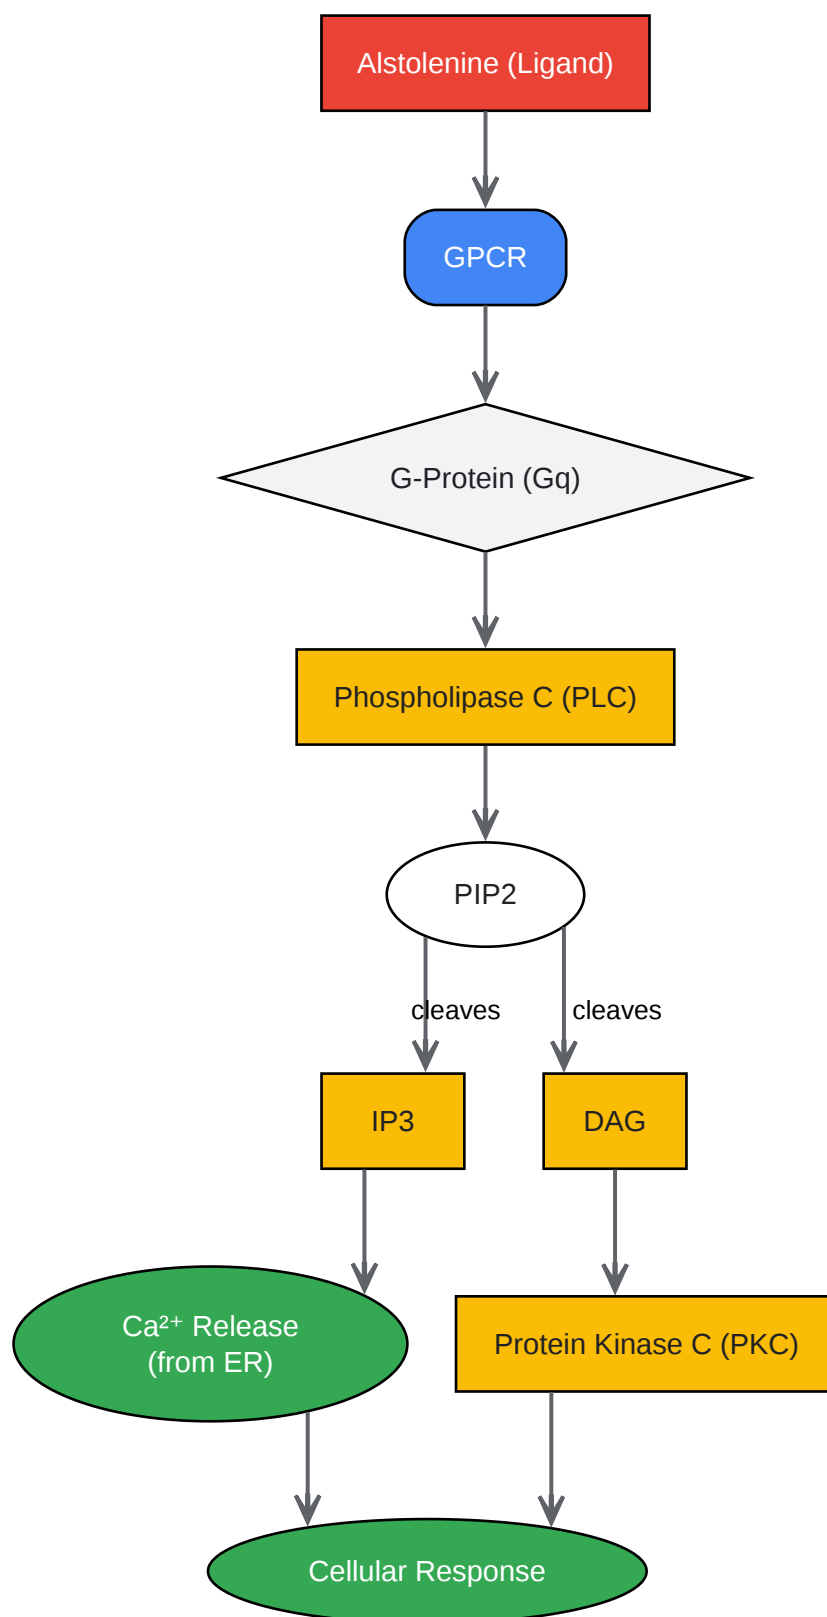 Alstolenine (Ligand)
GPCR
G-Protein (Gq)
Phospholipase C (PLC)
PIP2
cleaves
cleaves
IP3
DAG
Ca²⁺ Release
(from ER)
Protein Kinase C (PKC)
Cellular Response